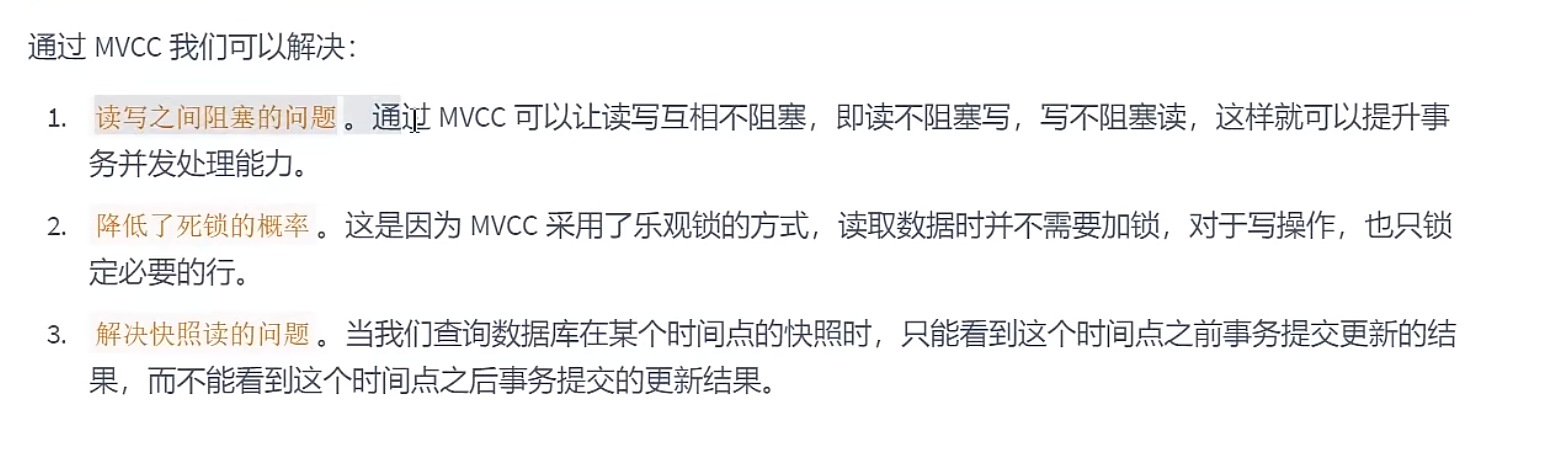 通过 MVCC 我们可以解决：
1. 读写之间阻塞的问题。通过 MVCC 可以让读写互相不阻塞，即读不阻塞写，写不阻塞读，这样就可以提升事
务并发处理能力。
2. 降低了死锁的概率。这是因为 MVCC 采用了乐观锁的方式，读取数据时并不需要加锁，对于写操作，也只锁
定必要的行。
3. 解决快照读的问题。当我们查询数据库在某个时间点的快照时，只能看到这个时间点之前事务提交更新的结
果，而不能看到这个时间点之后事务提交的更新结果。